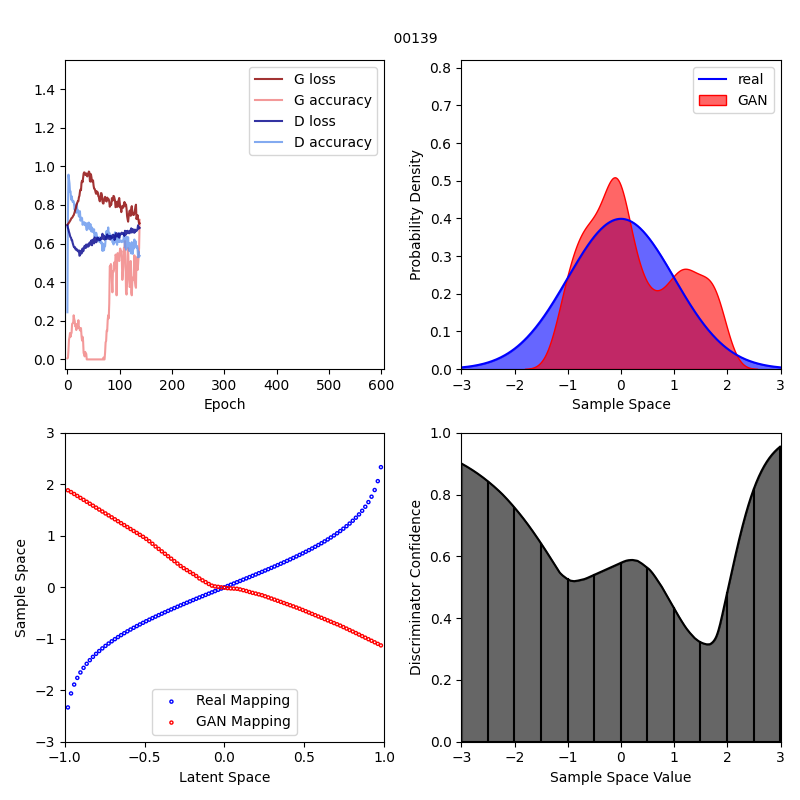 00139
G loss
G accuracy
D loss
D accuracy
1.4
1.2
1.0
0.8
0.6
0.4
0.2
0.0
0 100 200 300 400 500 600
Epoch
real
GAN
Probability Density
0.8
0.7
0.6
0.5
0.4
0.3
0.2
0.1
0.0
−3 −2 −1 0 1 2 3
Sample Space
Sample Space
3
2
1
0
−1
−2
−3
Real Mapping
GAN Mapping
−1.0 −0.5 0.0 0.5 1.0
Latent Space
Discriminator Confidence
1.0
0.8
0.6
0.4
0.2
0.0
−3 −2 −1 0 1 2 3
Sample Space Value